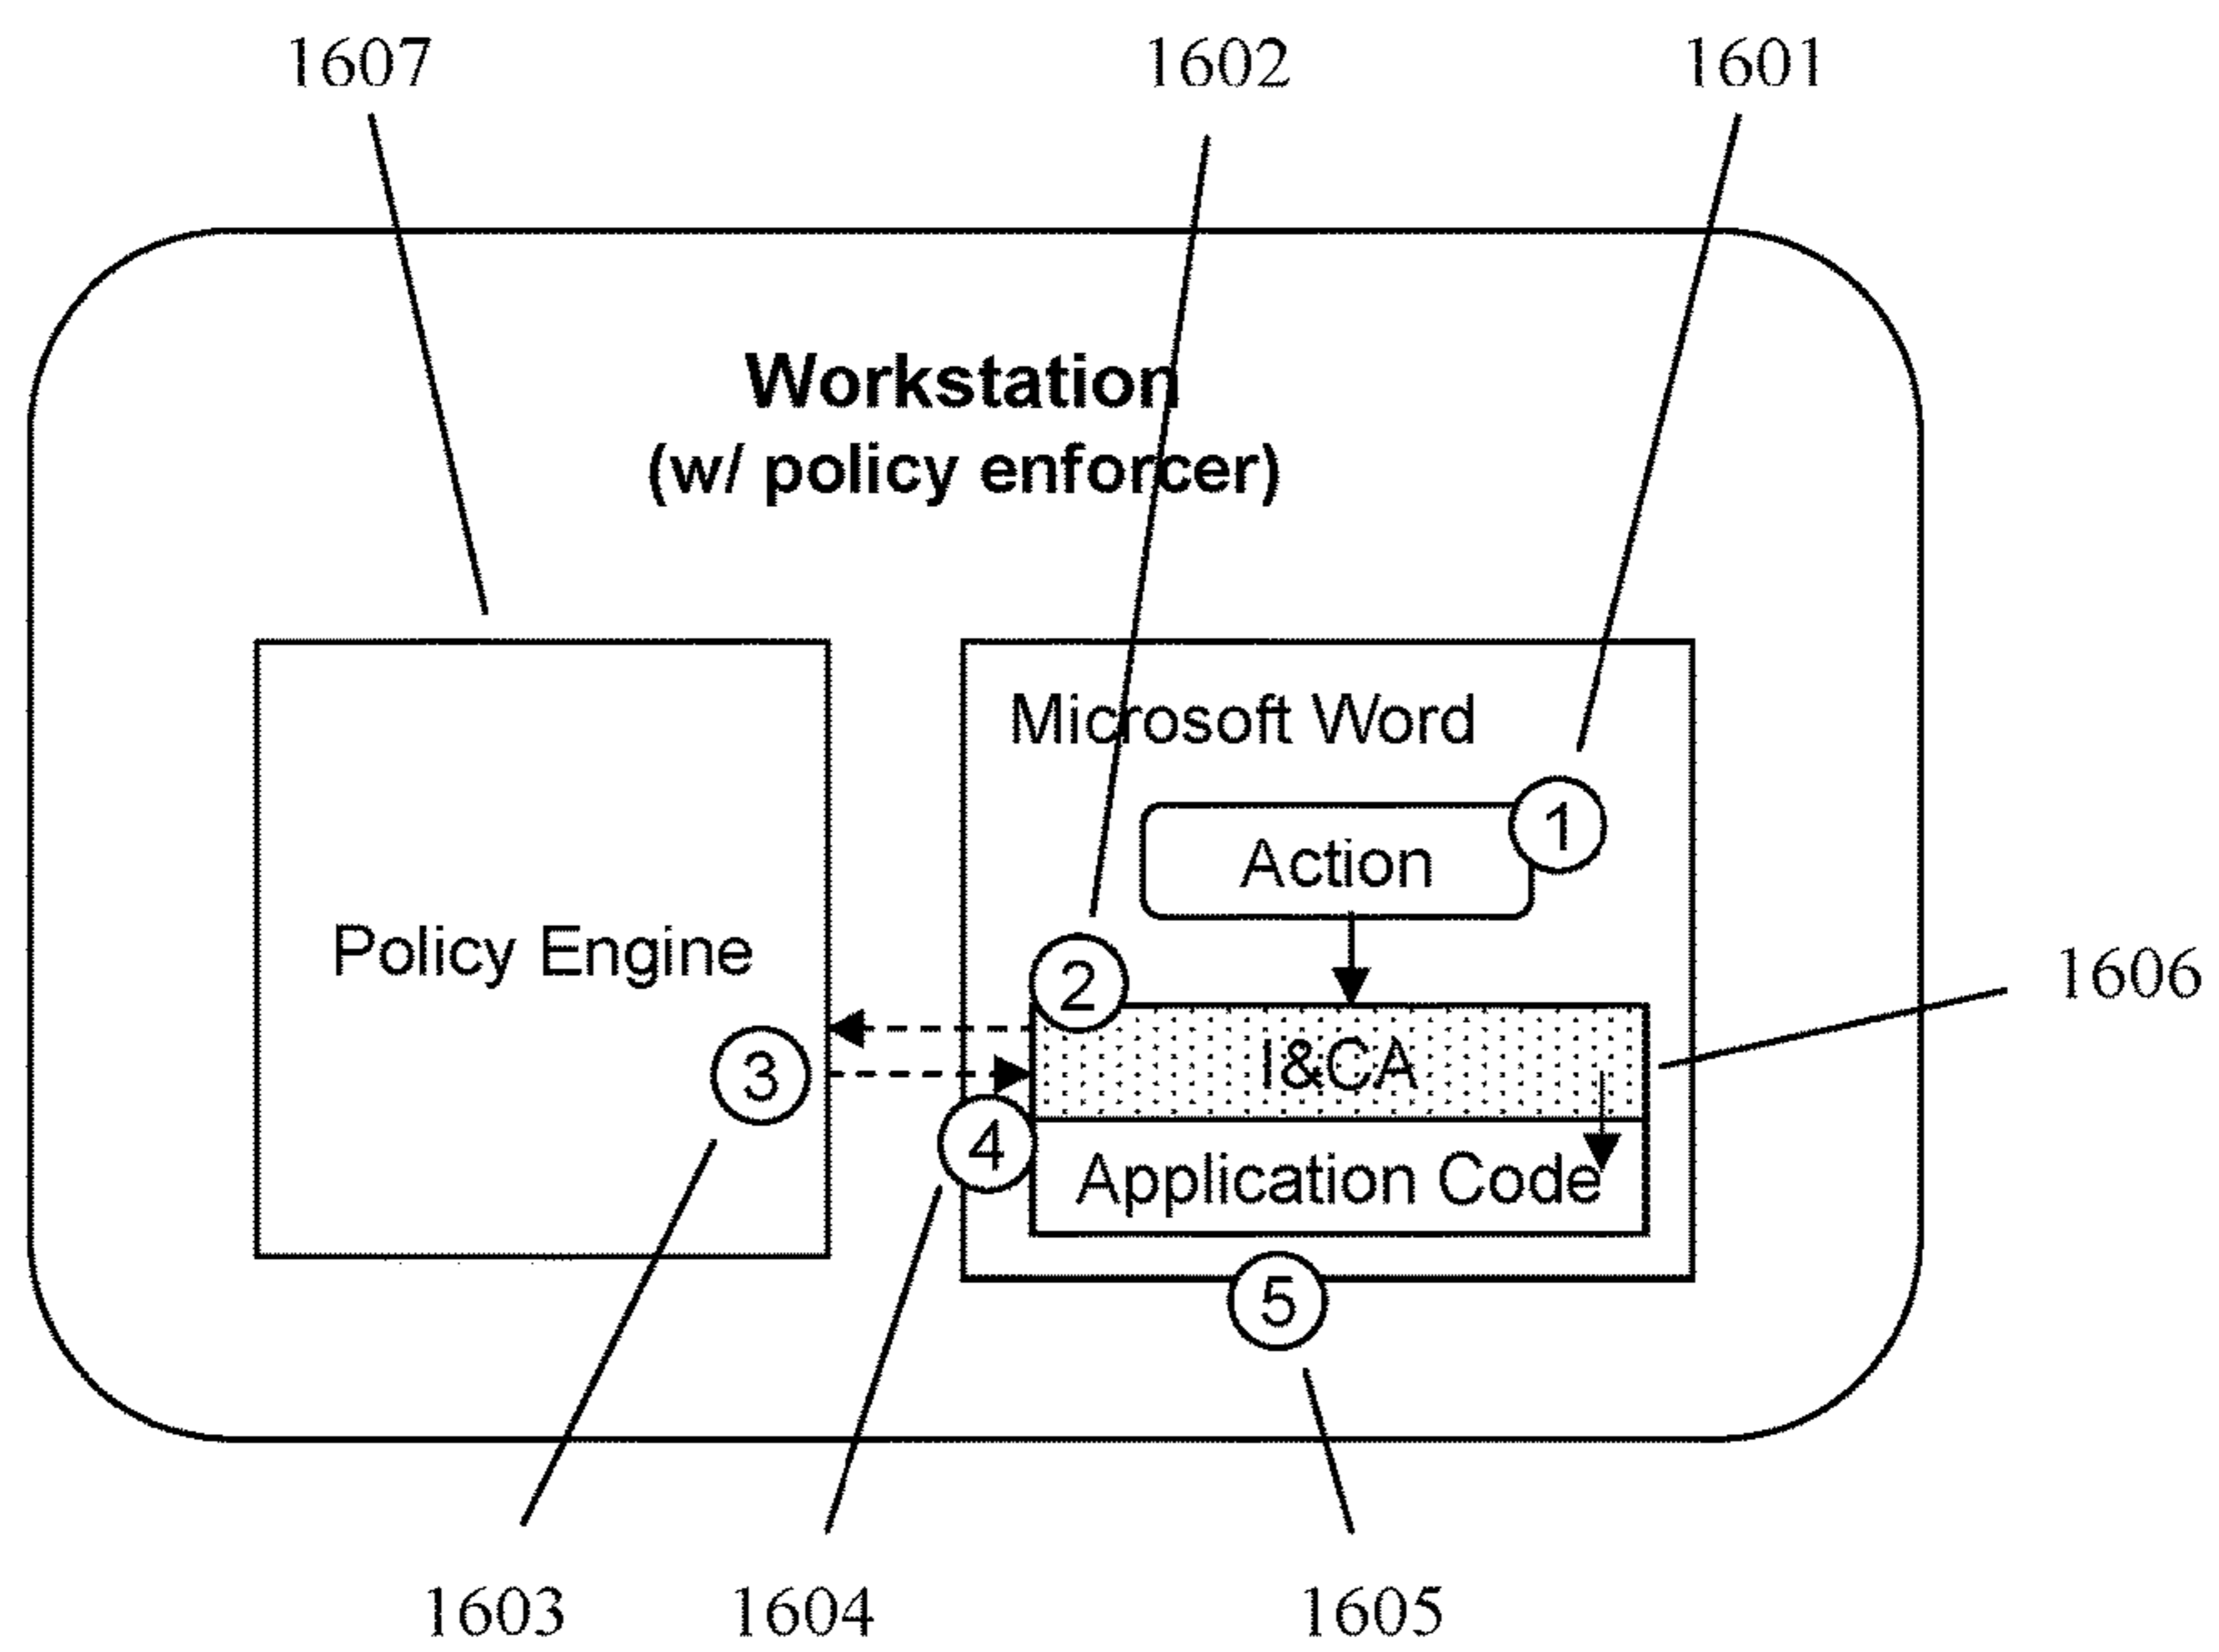 1607
1602
1601
Workstation
(w/ policy enforcer)
Microsoft Word
1
Action
Policy Engine
2
1606
3
I&CA
4
Application Code
5
1603
1604
1605